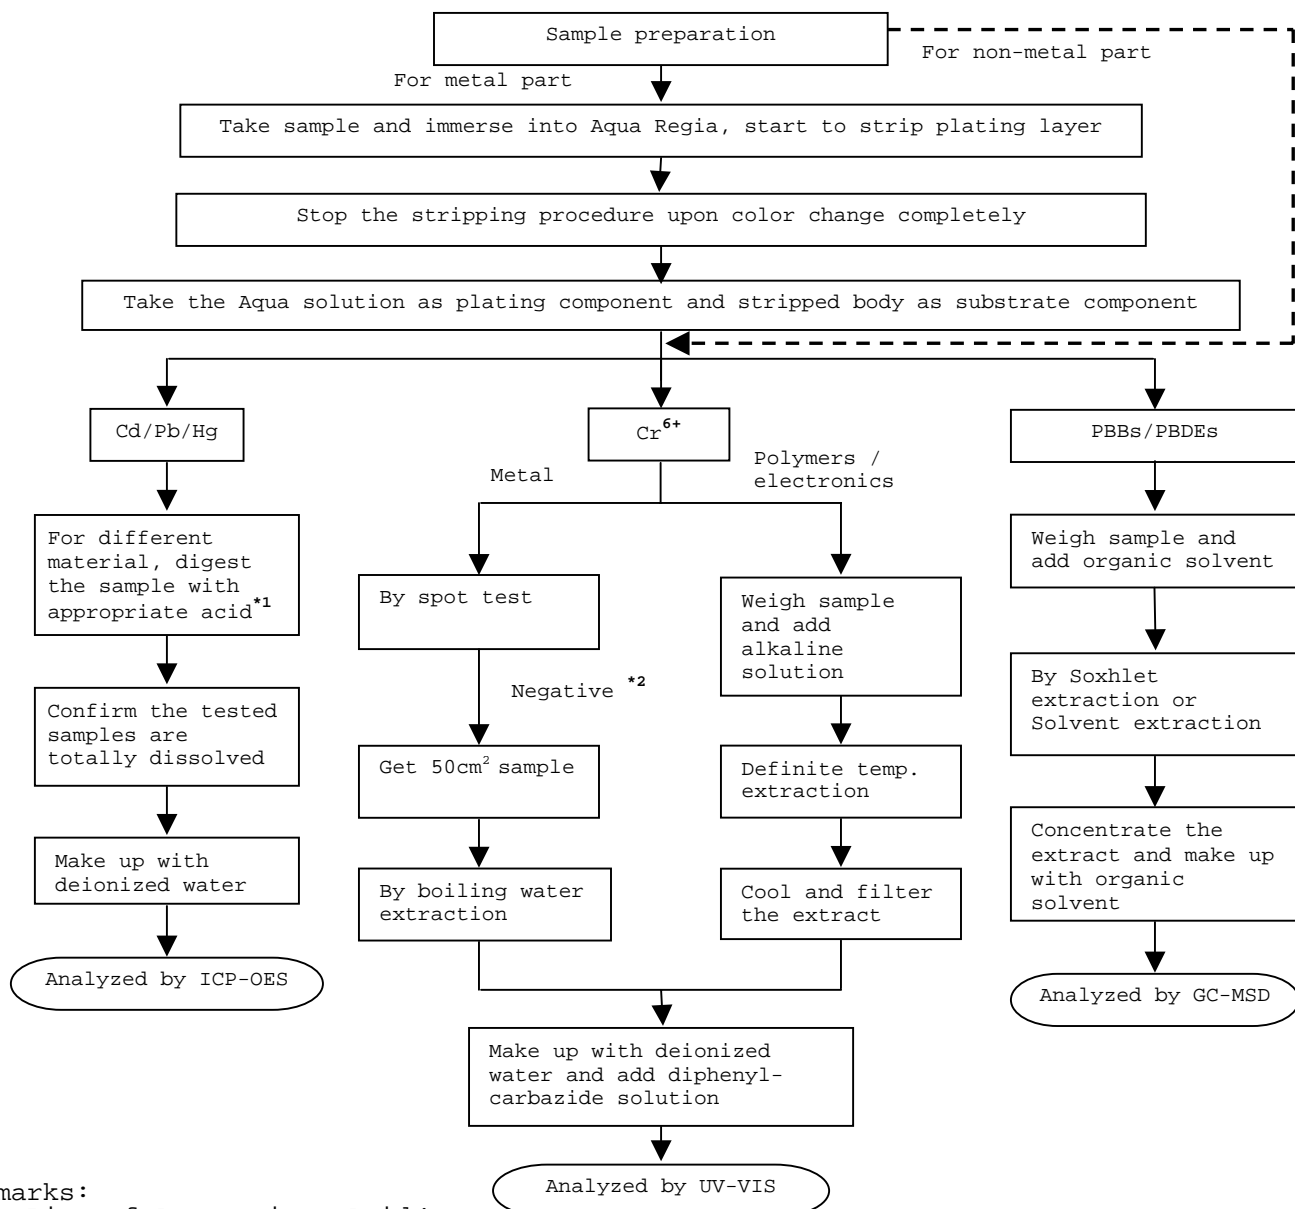 Sample preparation
For non-metal part
For metal part
Take sample and immerse into Aqua Regia, start to strip plating layer
Stop the stripping procedure upon color change completely
Take the Aqua solution as plating component and stripped body as substrate component
Cd/Pb/Hg
For different
material, digest
the sample with
appropriate acid*1
Confirm the tested
samples are
totally dissolved
Make up with
deionized water
Analyzed by ICP-OES
Cr6+
Metal
Polymers /
electronics
By spot test
Negative *2
Get 50cm2 sample
By boiling water
extraction
Weigh sample
and add
alkaline
solution
Definite temp.
extraction
Cool and filter
the extract
Make up with deionized
water and add diphenyl-
carbazide solution
Analyzed by UV-VIS
PBBs/PBDEs
Weigh sample and
add organic solvent
By Soxhlet
extraction or
Solvent extraction
Concentrate the
extract and make up
with organic
solvent
Analyzed by GC-MSD
marks: